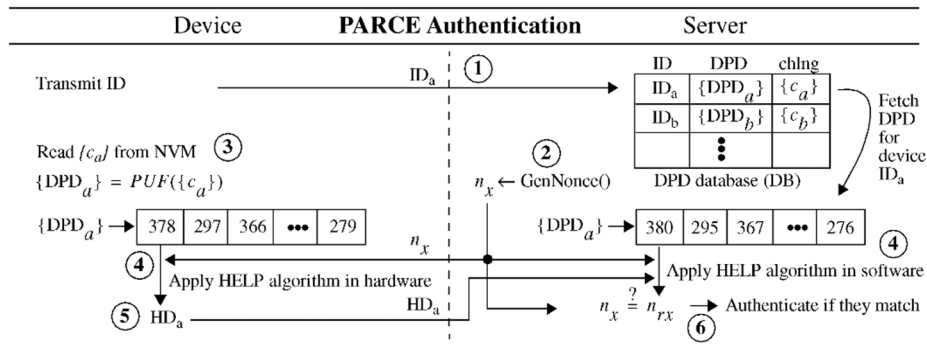 Device PARCE Authentication Server
ID DPD chlng
Transmit ID ID_a 1
ID_a {DPD_a} {c_a}
ID_b {DPD_b} {c_b}
•••
DPD database (DB)
Fetch
DPD
for
device
ID_a
Read {c_a} from NVM 3
{DPD_a} = PUF({c_a})
2
n_x ← GenNonce()
{DPD_a} 378 297 366 ••• 279
{DPD_a} 380 295 367 ••• 276
n_x
4 Apply HELP algorithm in hardware
4
Apply HELP algorithm in software
5 HD_a HD_a
n_x ?= n_rx Authenticate if they match
6